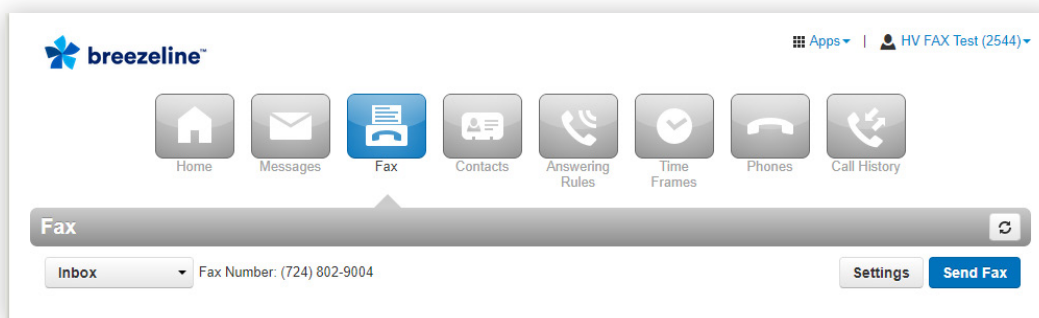 breezeline™
Apps | HV FAX Test (2544)
Home Messages Fax Contacts Answering Rules Time Frames Phones Call History
Fax
Inbox Fax Number: (724) 802-9004 Settings Send Fax